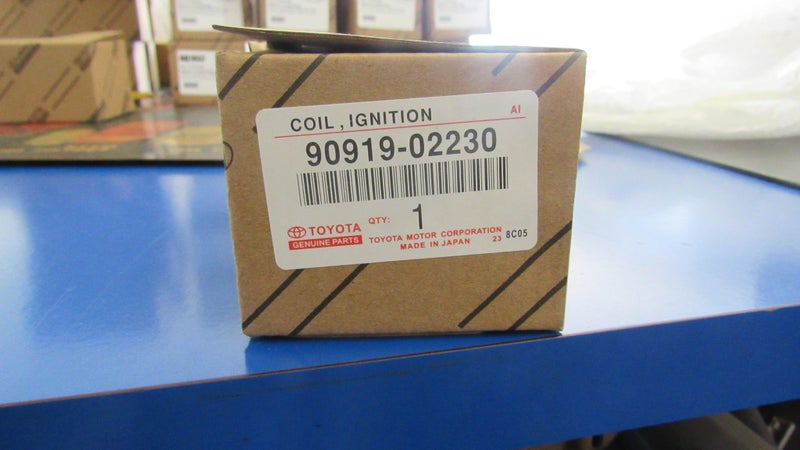 COIL, IGNITION
AI
90919-02230
TOYOTA
GENUINE PARTS
QTY: 1
TOYOTA MOTOR CORPORATION
MADE IN JAPAN 23 8C05